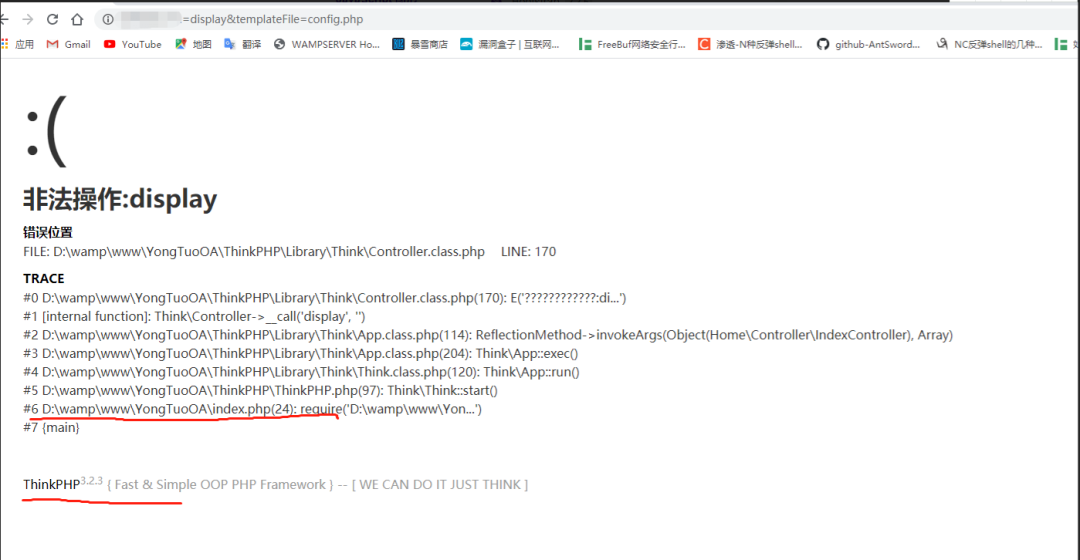 =display&templateFile=config.php
应用 Gmail YouTube 地图 翻译 WAMPSERVER Ho... 暴雪商店 漏洞盒子 | 互联网... FreeBuf网络安全行... 渗透-N种反弹shell... github-AntSword... NC反弹shell的几种...
:(
非法操作:display
错误位置
FILE: D:\wamp\www\YongTuoOA\ThinkPHP\Library\Think\Controller.class.php LINE: 170
TRACE
#0 D:\wamp\www\YongTuoOA\ThinkPHP\Library\Think\Controller.class.php(170): E('????????????:di...')
#1 [internal function]: Think\Controller->__call('display', '')
#2 D:\wamp\www\YongTuoOA\ThinkPHP\Library\Think\App.class.php(114): ReflectionMethod->invokeArgs(Object(Home\Controller\IndexController), Array)
#3 D:\wamp\www\YongTuoOA\ThinkPHP\Library\Think\App.class.php(204): Think\App::exec()
#4 D:\wamp\www\YongTuoOA\ThinkPHP\Library\Think\Think.class.php(120): Think\App::run()
#5 D:\wamp\www\YongTuoOA\ThinkPHP\ThinkPHP.php(97): Think\Think::start()
#6 D:\wamp\www\YongTuoOA\index.php(24): require('D:\wamp\www\Yon...')
#7 {main}
ThinkPHP3.2.3 { Fast & Simple OOP PHP Framework } -- [ WE CAN DO IT JUST THINK ]